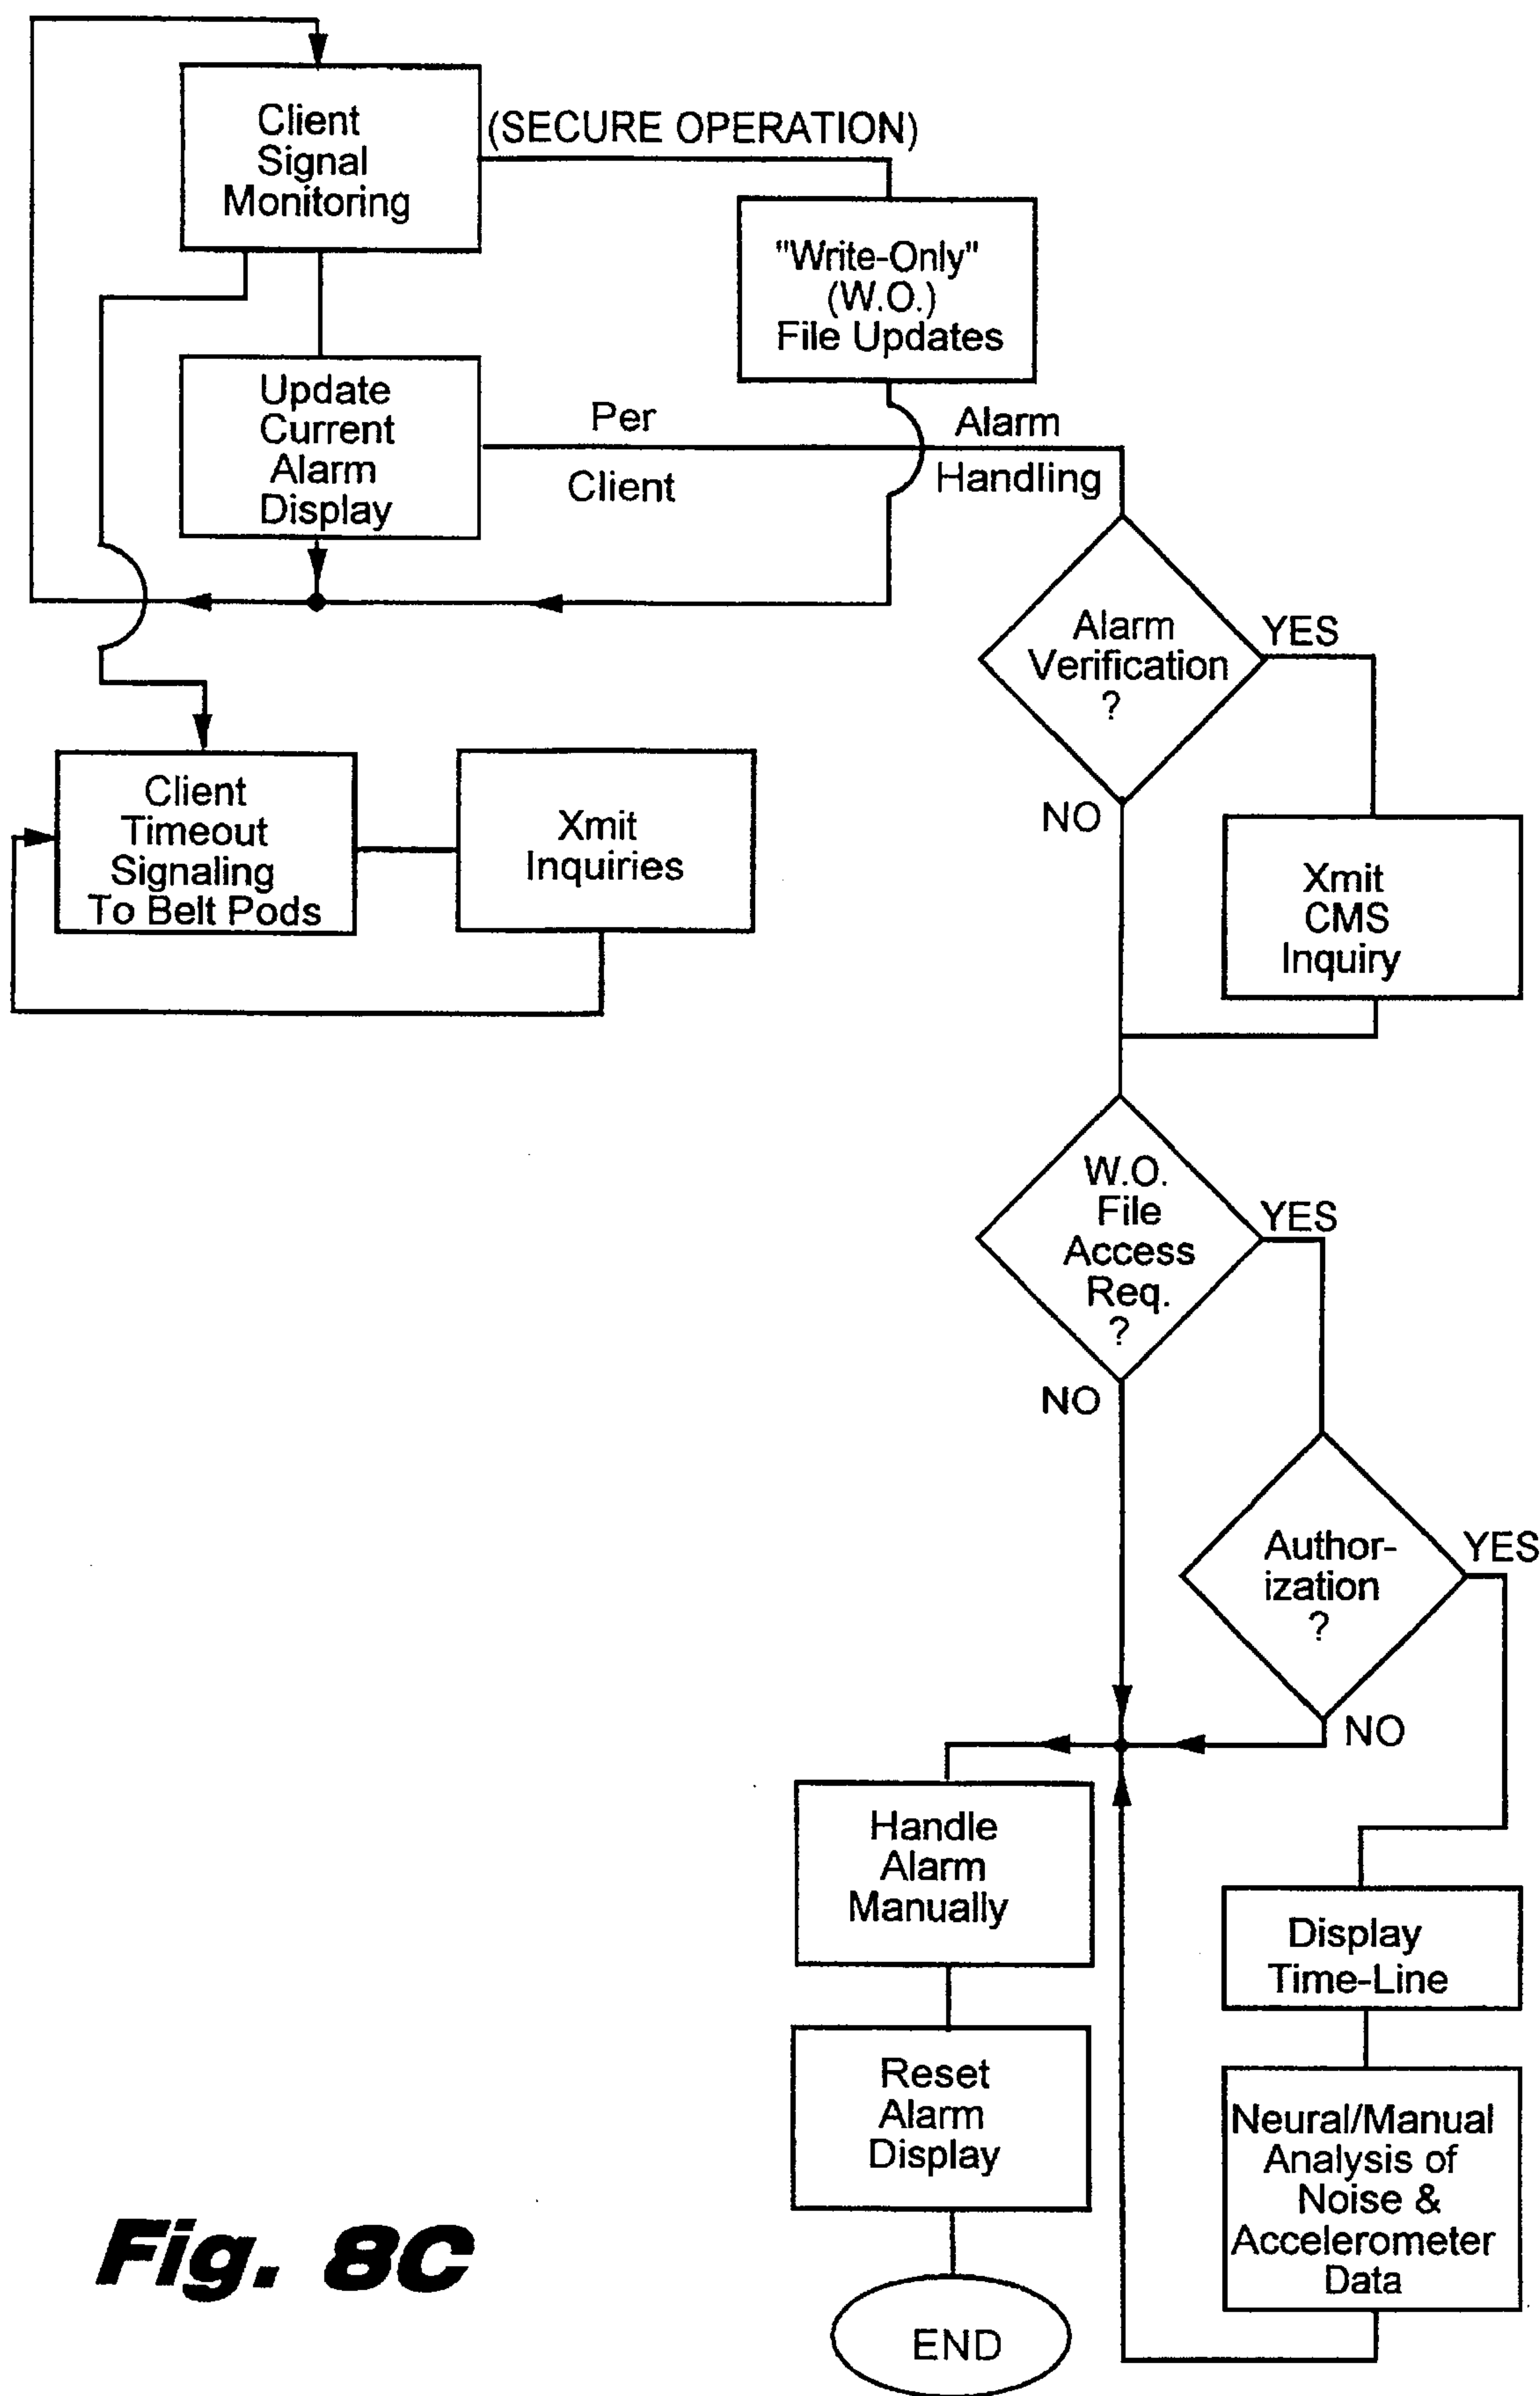 Client
Signal
Monitoring
(SECURE OPERATION)
"Write-Only"
(W.O.)
File Updates
Update
Current
Alarm
Display
Per
Client
Alarm
Handling
Alarm
Verification
?
YES
NO
Client
Timeout
Signaling
To Belt Pods
Xmit
Inquiries
Xmit
CMS
Inquiry
W.O.
File
Access
Req.
?
YES
NO
Author-
ization
?
YES
NO
Handle
Alarm
Manually
Display
Time-Line
Reset
Alarm
Display
Neural/Manual
Analysis of
Noise &
Accelerometer
Data
END
Fig. 8C